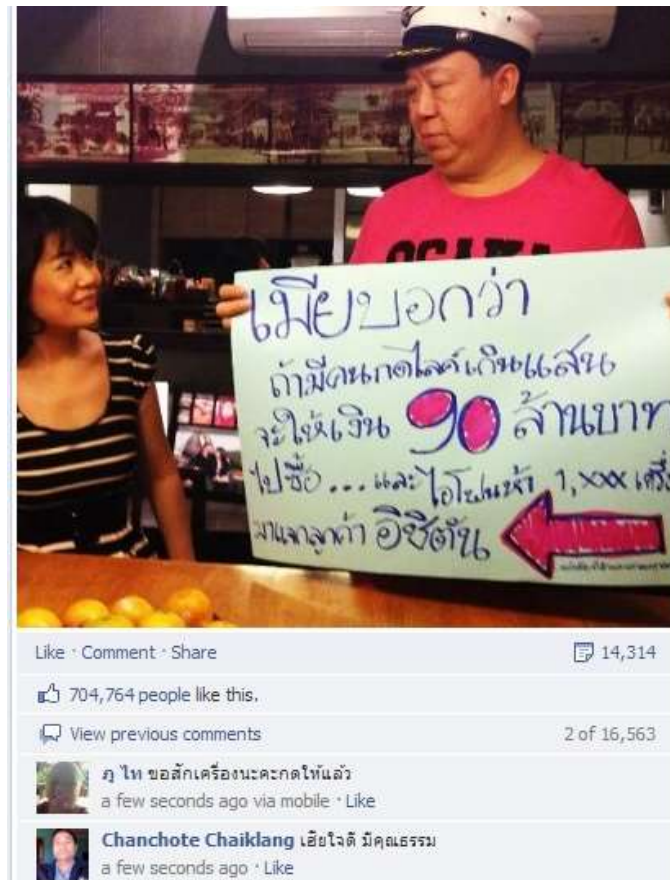 OSAKA
เมียบอกว่า
ถ้ามีคนกดไลค์เกินแสน
จะให้เงิน 90 ล้านบาท
ไปซื้อ... และไอโฟนห้า 1,xxx เครื่อง
มาแจกลูกค้า อิชิตัน
Like · Comment · Share 14,314
704,764 people like this.
View previous comments 2 of 16,563
ภู ไท ขอสักเครื่องนะคะกดให้แล้ว
a few seconds ago via mobile · Like
Chanchote Chaiklang เฮียใจดี มีคุณธรรม
a few seconds ago · Like